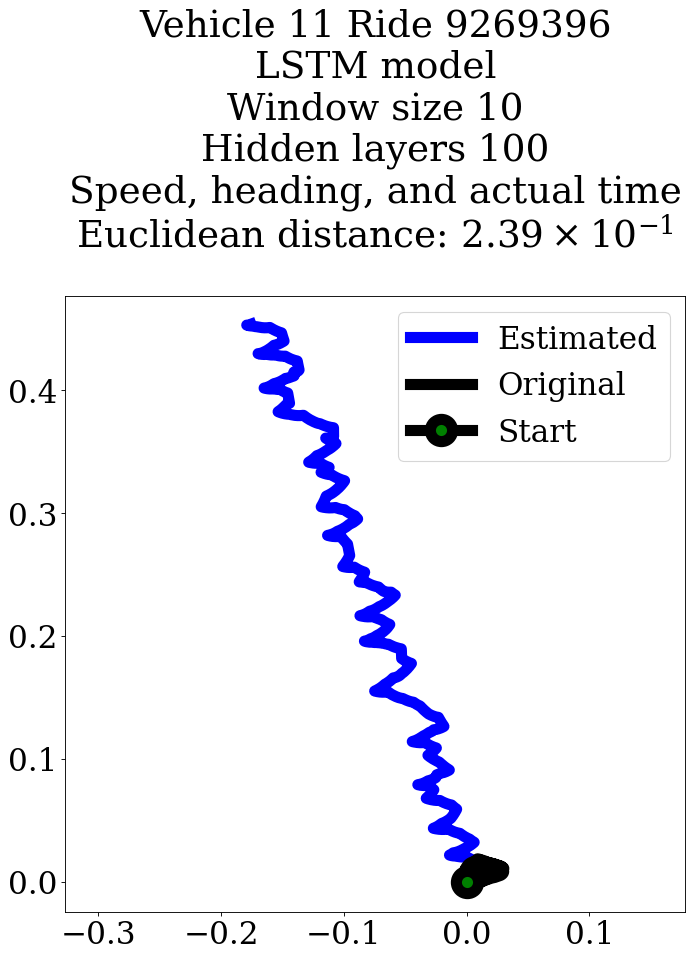 Vehicle 11 Ride 9269396
LSTM model
Window size 10
Hidden layers 100
Speed, heading, and actual time
Euclidean distance: 2.39 × 10⁻¹
Estimated
Original
Start
0.4
0.3
0.2
0.1
0.0
−0.3 −0.2 −0.1 0.0 0.1